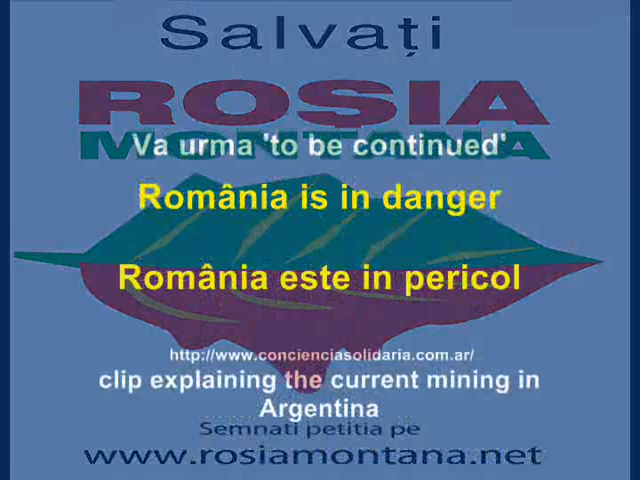 Salvați
ROSIA
MONTANA
Va urma 'to be continued'
România is in danger
România este in pericol
http://www.concienciasolidaria.com.ar/
clip explaining the current mining in
Argentina
Semnati petitia pe
www.rosiamontana.net